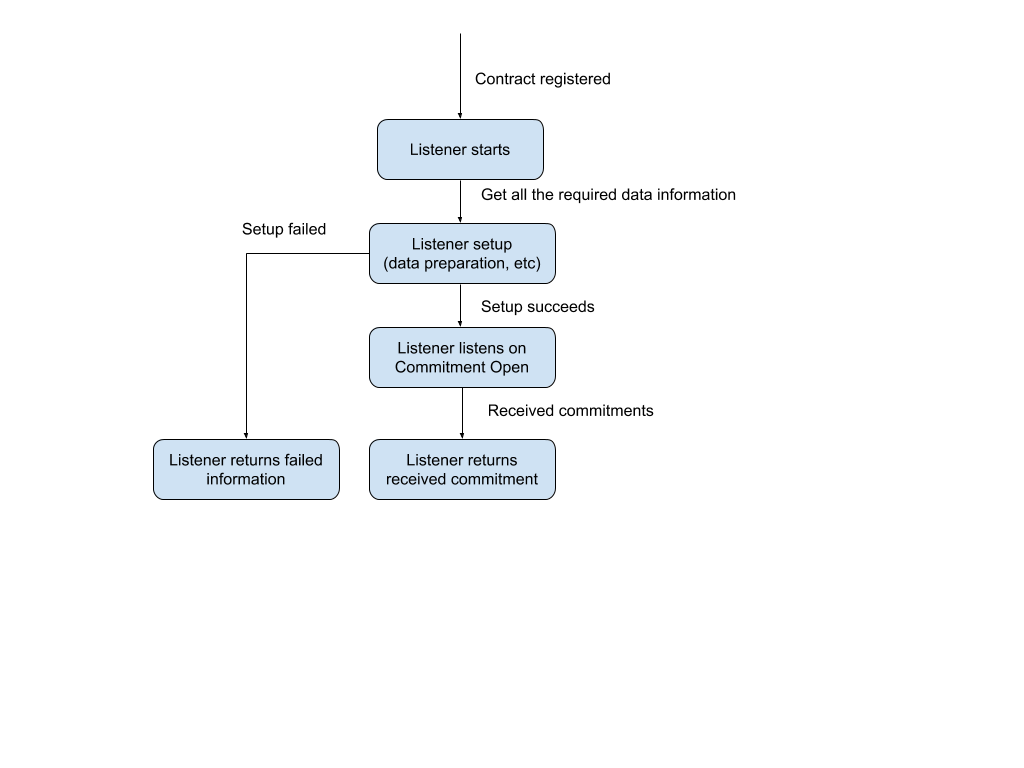 Contract registered
Listener starts
Get all the required data information
Setup failed
Listener setup
(data preparation, etc)
Setup succeeds
Listener listens on
Commitment Open
Received commitments
Listener returns failed
information
Listener returns
received commitment